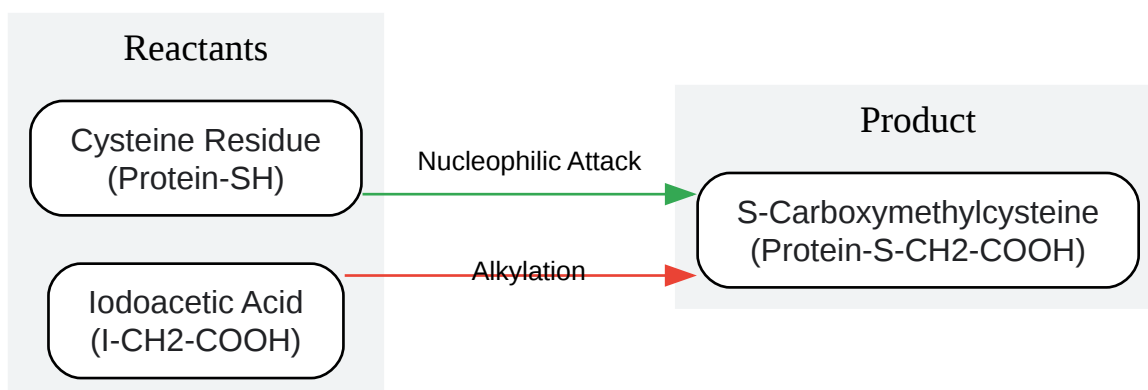 Reactants
Cysteine Residue
(Protein-SH)
Iodoacetic Acid
(I-CH2-COOH)
Nucleophilic Attack
Alkylation
Product
S-Carboxymethylcysteine
(Protein-S-CH2-COOH)